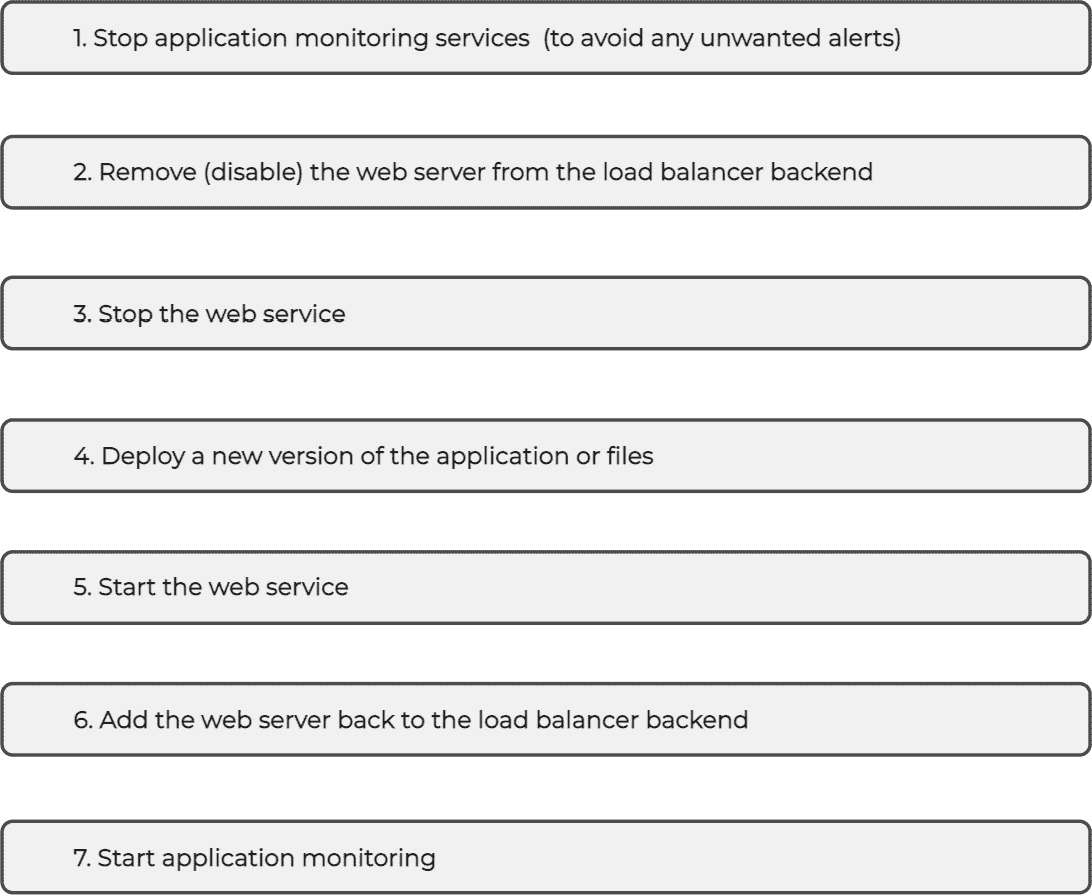 1. Stop application monitoring services  (to avoid any unwanted alerts)
2. Remove (disable) the web server from the load balancer backend
3. Stop the web service
4. Deploy a new version of the application or files
5. Start the web service
6. Add the web server back to the load balancer backend
7. Start application monitoring